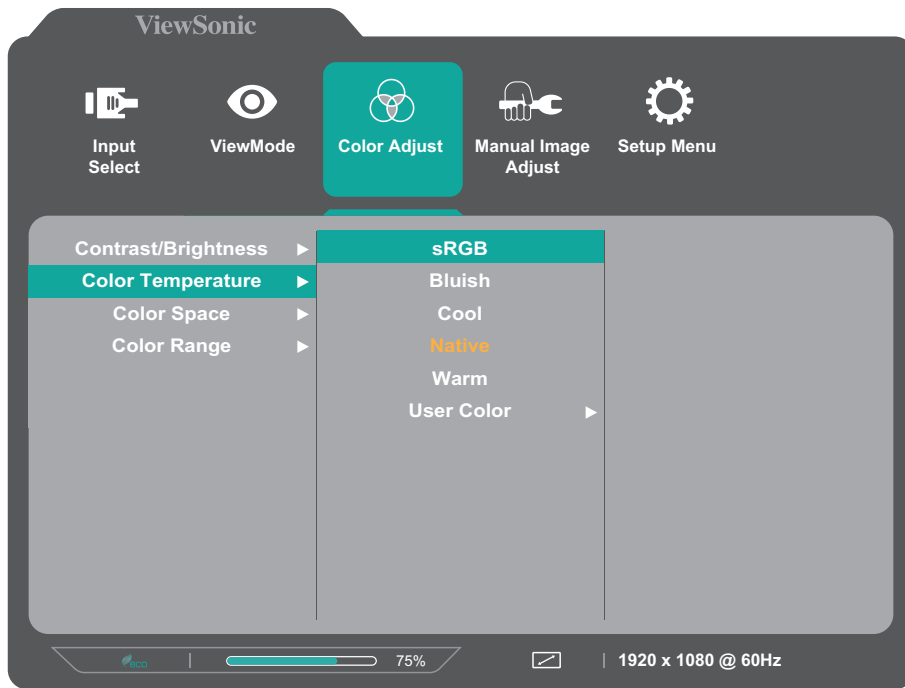 ViewSonic
Input Select
ViewMode
Color Adjust
Manual Image Adjust
Setup Menu
Contrast/Brightness
sRGB
Color Temperature
Bluish
Color Space
Cool
Color Range
Native
Warm
User Color
ECO
75%
1920 x 1080 @ 60Hz